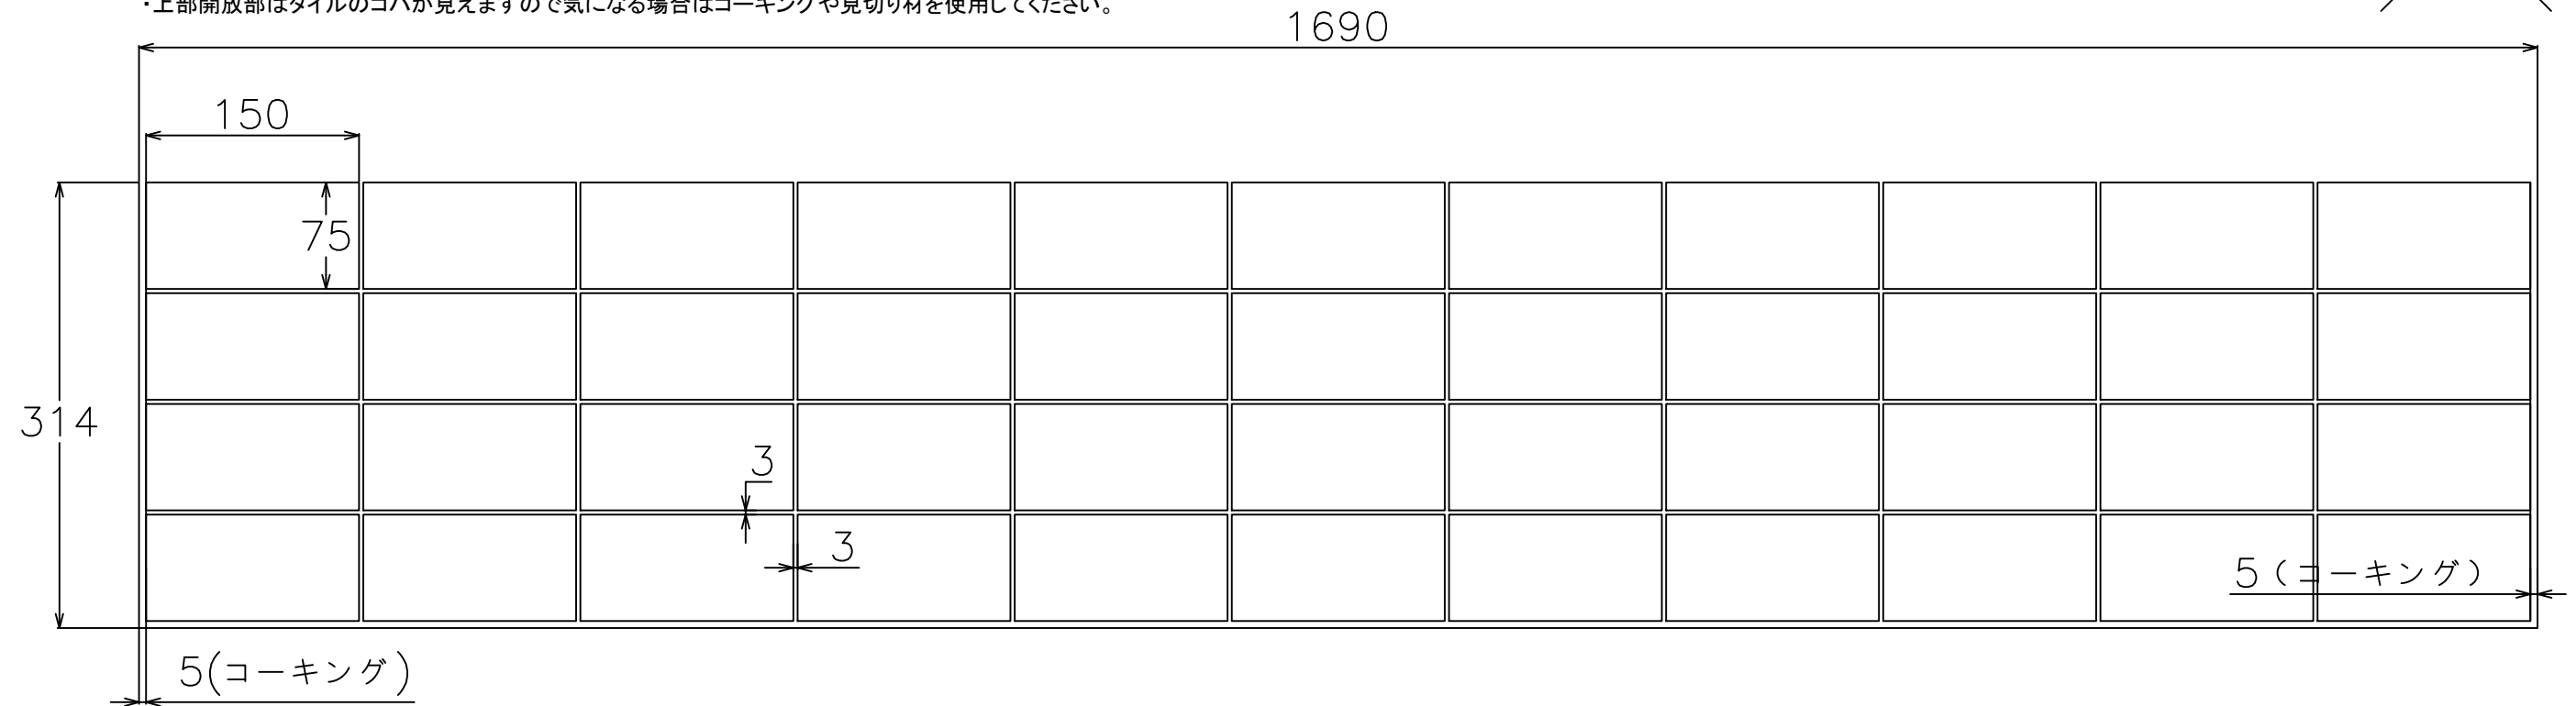 ・上部開放部はタイルのコバが見えますので気になる場合はコーキングや見切り材を使用してください。
1690
150
75
314
3
3
5(コーキング)
5(コーキング)